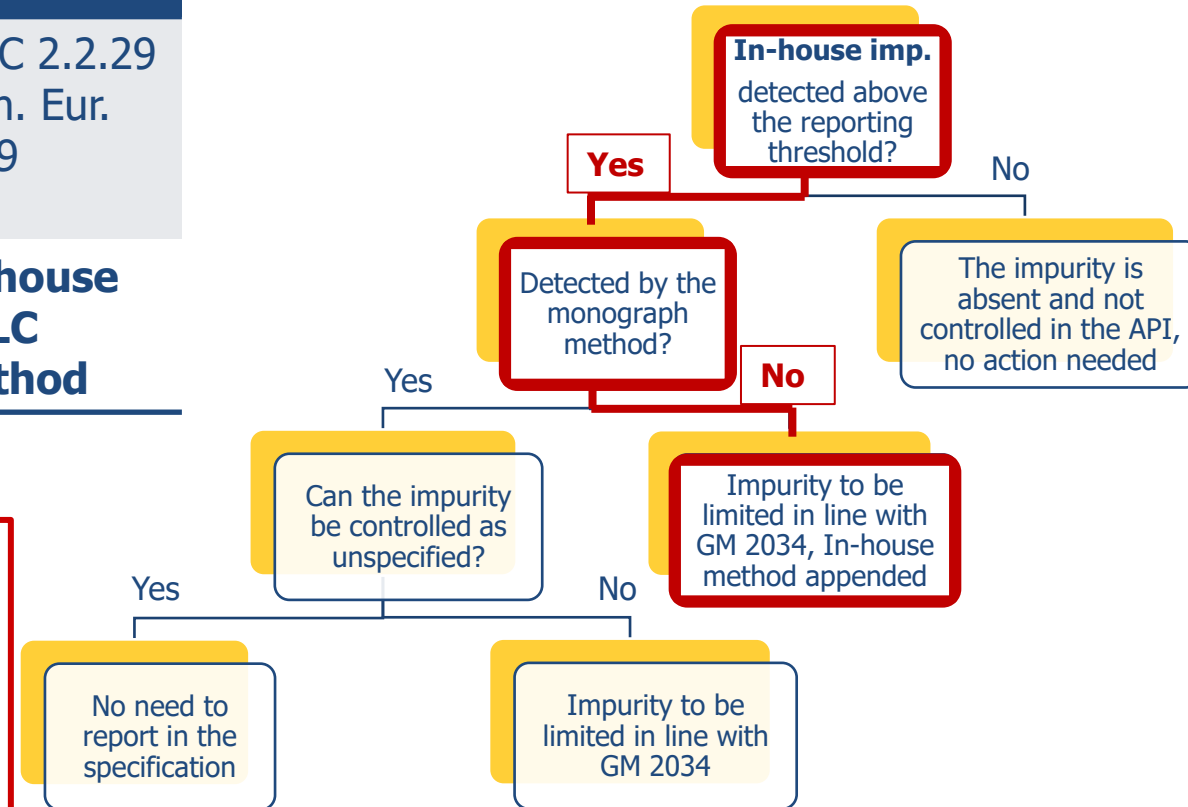 C 2.2.29
n. Eur.
9
house
LC
thod
In-house imp.
detected above
the reporting
threshold?
Yes
No
Detected by the
monograph
method?
The impurity is
absent and not
controlled in the API,
no action needed
Yes
No
Can the impurity
be controlled as
unspecified?
Impurity to be
limited in line with
GM 2034, In-house
method appended
Yes
No
No need to
report in the
specification
Impurity to be
limited in line with
GM 2034